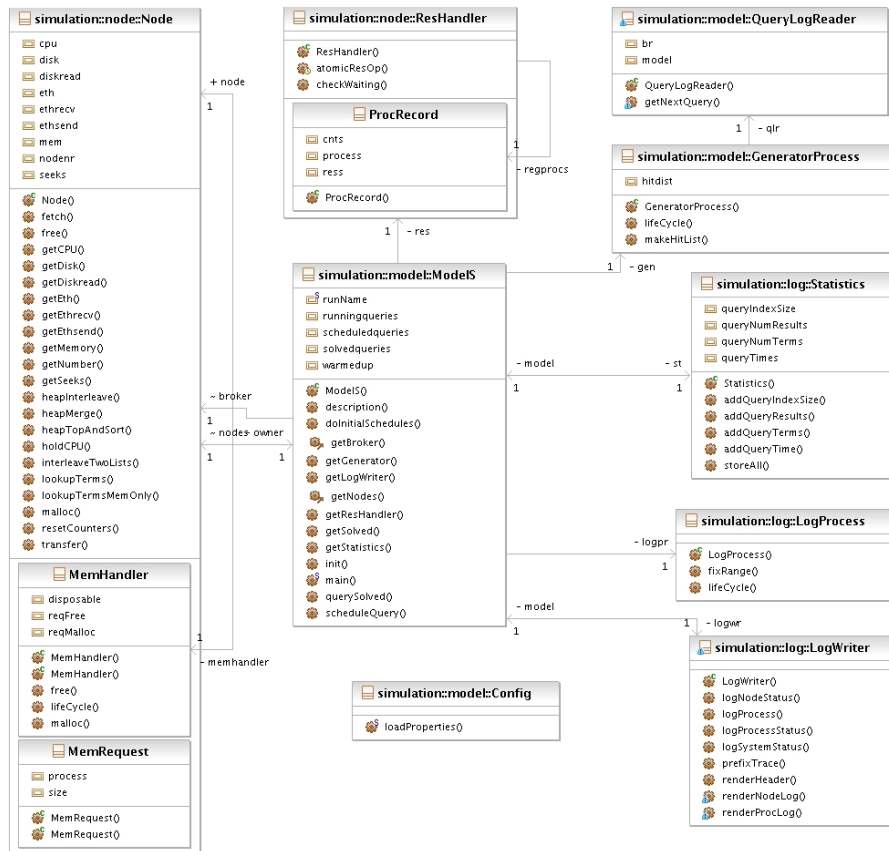 simulation::node::Node
cpu
disk
diskread
eth
ethrecv
ethsend
mem
nodenr
seeks
Node()
fetch()
free()
getCPU()
getDisk()
getDiskread()
getEth()
getEthrecv()
getEthsend()
getMemory()
getNumber()
getSeeks()
heapInterleave()
heapMerge()
heapTopAndSort()
holdCPU()
interleaveTwoLists()
lookupTerms()
lookupTermsMemOnly()
malloc()
resetCounters()
transfer()
MemHandler
disposable
reqFree
reqMalloc
MemHandler()
MemHandler()
free()
lifeCycle()
malloc()
MemRequest
process
size
MemRequest()
MemRequest()
+ node
1
1
- memhandler
~ broker
1
~ nodes
- owner
1
1
simulation::node::ResHandler
ResHandler()
atomicResOp()
checkWaiting()
ProcRecord
cnts
process
ress
ProcRecord()
1
- regprocs
1
- res
simulation::model::ModelS
runName
runningqueries
scheduledqueries
solvedqueries
warmedup
ModelS()
description()
doInitialSchedules()
getBroker()
getGenerator()
getLogWriter()
getNodes()
getResHandler()
getSolved()
getStatistics()
init()
main()
querySolved()
scheduleQuery()
simulation::model::Config
loadProperties()
simulation::model::QueryLogReader
br
model
QueryLogReader()
getNextQuery()
1
- qlr
simulation::model::GeneratorProcess
hitdist
GeneratorProcess()
lifeCycle()
makeHitList()
1
- gen
simulation::log::Statistics
queryIndexSize
queryNumResults
queryNumTerms
queryTimes
Statistics()
addQueryIndexSize()
addQueryResults()
addQueryTerms()
addQueryTime()
storeAll()
- model
- st
1
1
simulation::log::LogProcess
LogProcess()
fixRange()
lifeCycle()
- logpr
1
- model
1
1
- logwr
simulation::log::LogWriter
LogWriter()
logNodeStatus()
logProcess()
logProcessStatus()
logSystemStatus()
prefixTrace()
renderHeader()
renderNodeLog()
renderProcLog()